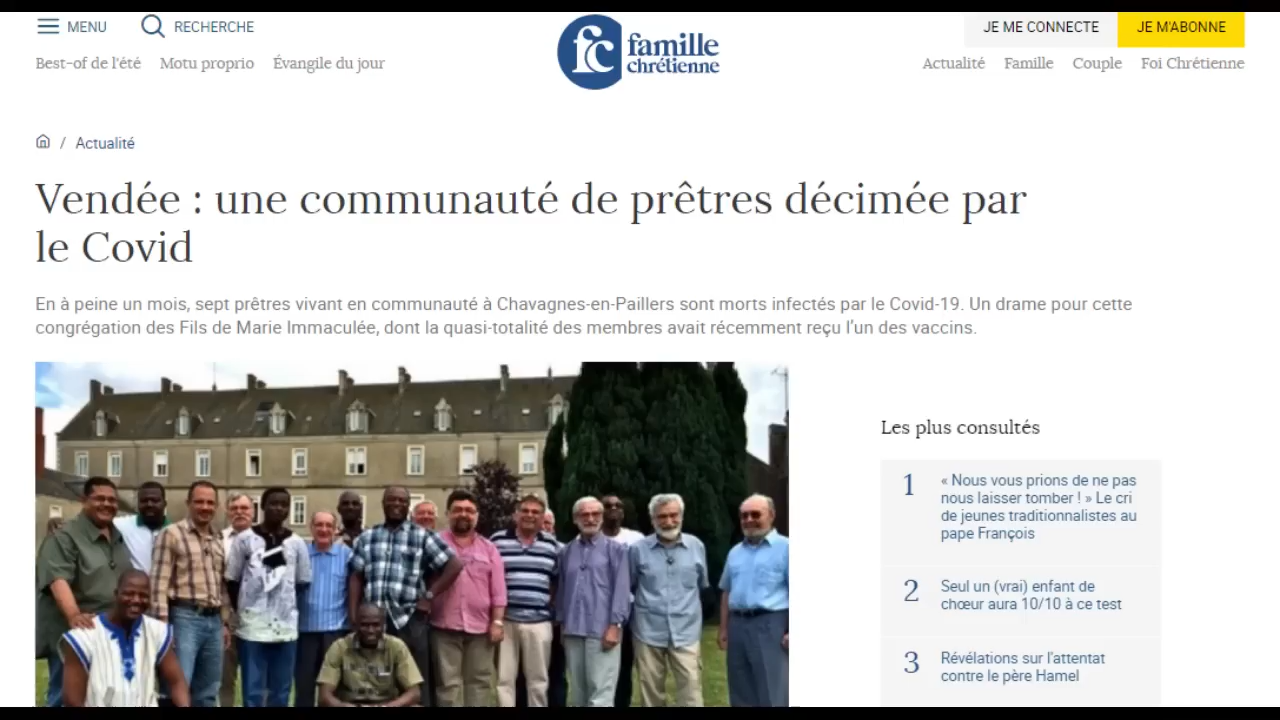 MENU
RECHERCHE
fc famille
chrétienne
JE ME CONNECTE
JE M'ABONNE
Best-of de l'été
Motu proprio
Évangile du jour
Actualité
Famille
Couple
Foi Chrétienne
/ Actualité
Vendée : une communauté de prêtres décimée par
le Covid
En à peine un mois, sept prêtres vivant en communauté à Chavagnes-en-Paillers sont morts infectés par le Covid-19. Un drame pour cette
congrégation des Fils de Marie Immaculée, dont la quasi-totalité des membres avait récemment reçu l'un des vaccins.
Les plus consultés
1
« Nous vous prions de ne pas
nous laisser tomber ! » Le cri
de jeunes traditionnalistes au
pape François
2
Seul un (vrai) enfant de
chœur aura 10/10 à ce test
3
Révélations sur l'attentat
contre le père Hamel